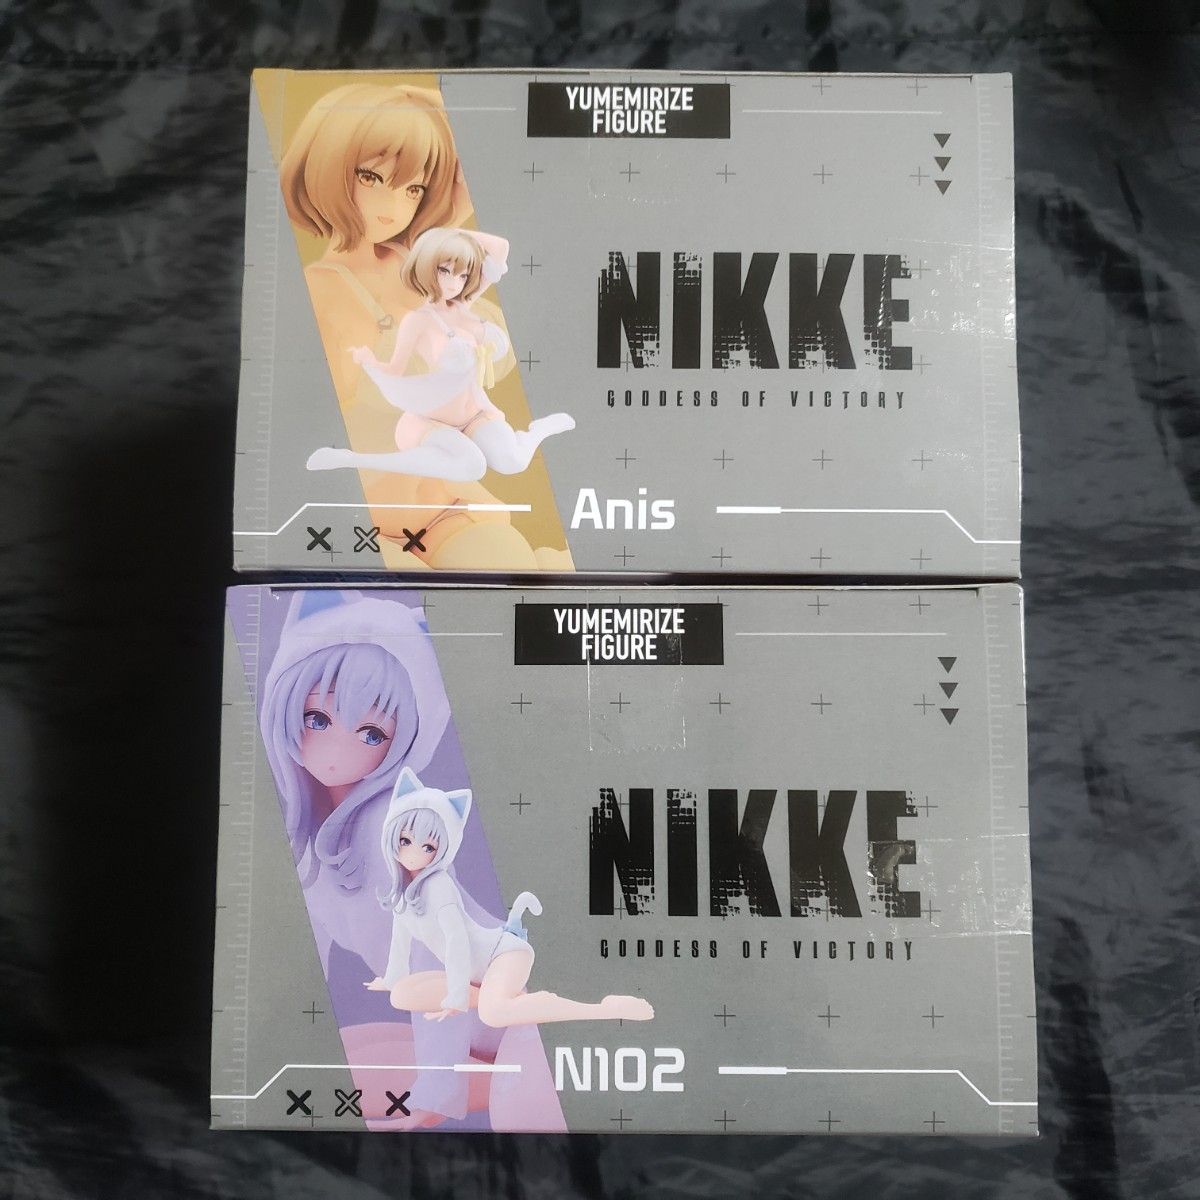 YUMEMIRIZE
FIGURE
NIKKE
GODDESS OF VICTORY
Anis
YUMEMIRIZE
FIGURE
NIKKE
GODDESS OF VICTORY
N102